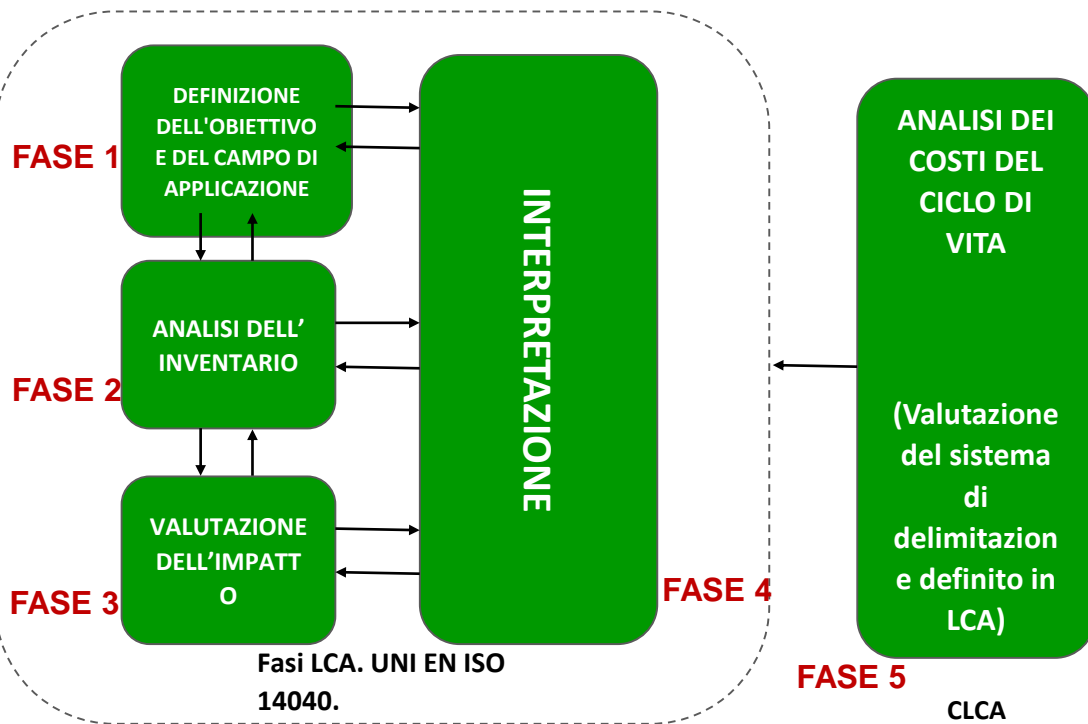 DEFINIZIONE
DELL'OBIETTIVO
E DEL CAMPO DI
APPLICAZIONE
FASE 1
ANALISI DELL’
INVENTARIO
FASE 2
VALUTAZIONE
DELL’IMPATT
O
FASE 3
INTERPRETAZIONE
FASE 4
Fasi LCA. UNI EN ISO
14040.
ANALISI DEI
COSTI DEL
CICLO DI
VITA
(Valutazione
del sistema
di
delimitazion
e definito in
LCA)
FASE 5
CLCA